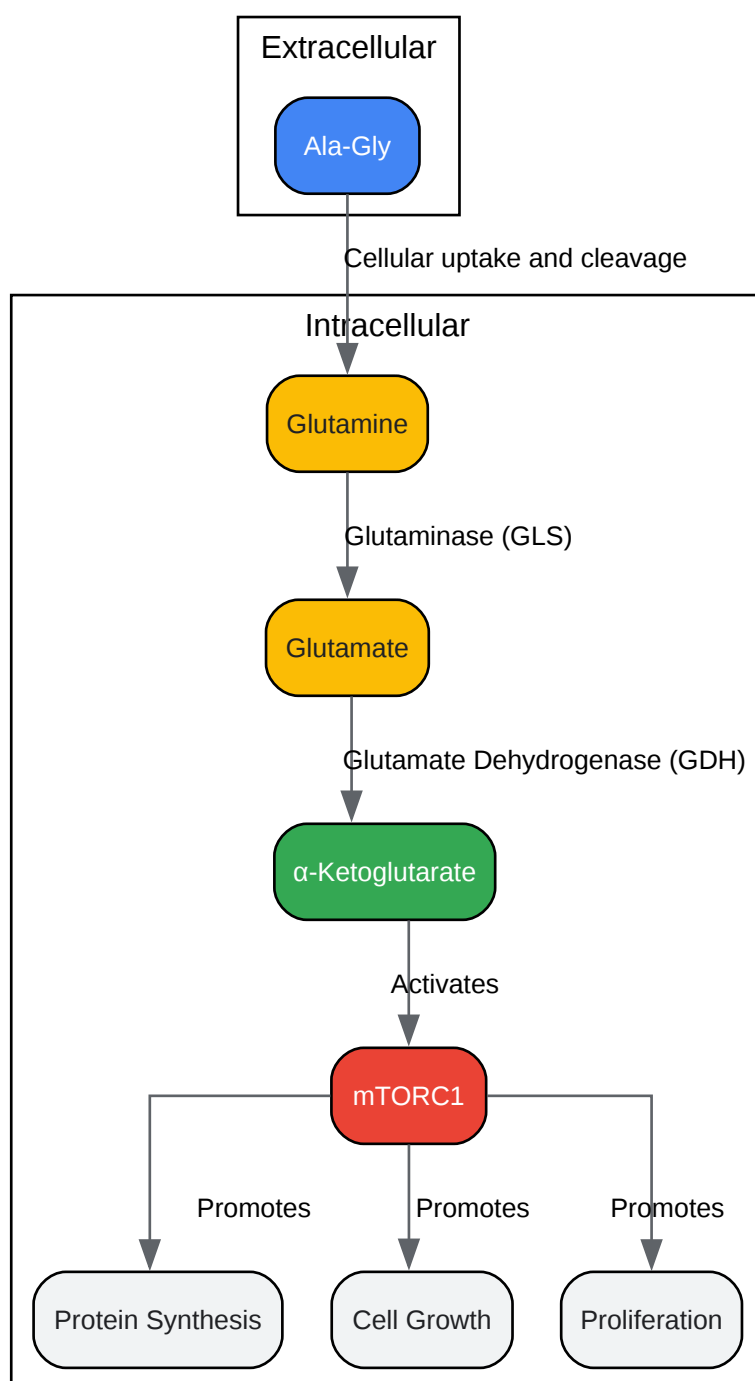 Extracellular
Ala-Gly
Cellular uptake and cleavage
Intracellular
Glutamine
Glutaminase (GLS)
Glutamate
Glutamate Dehydrogenase (GDH)
α-Ketoglutarate
Activates
mTORC1
Promotes
Promotes
Promotes
Protein Synthesis
Cell Growth
Proliferation